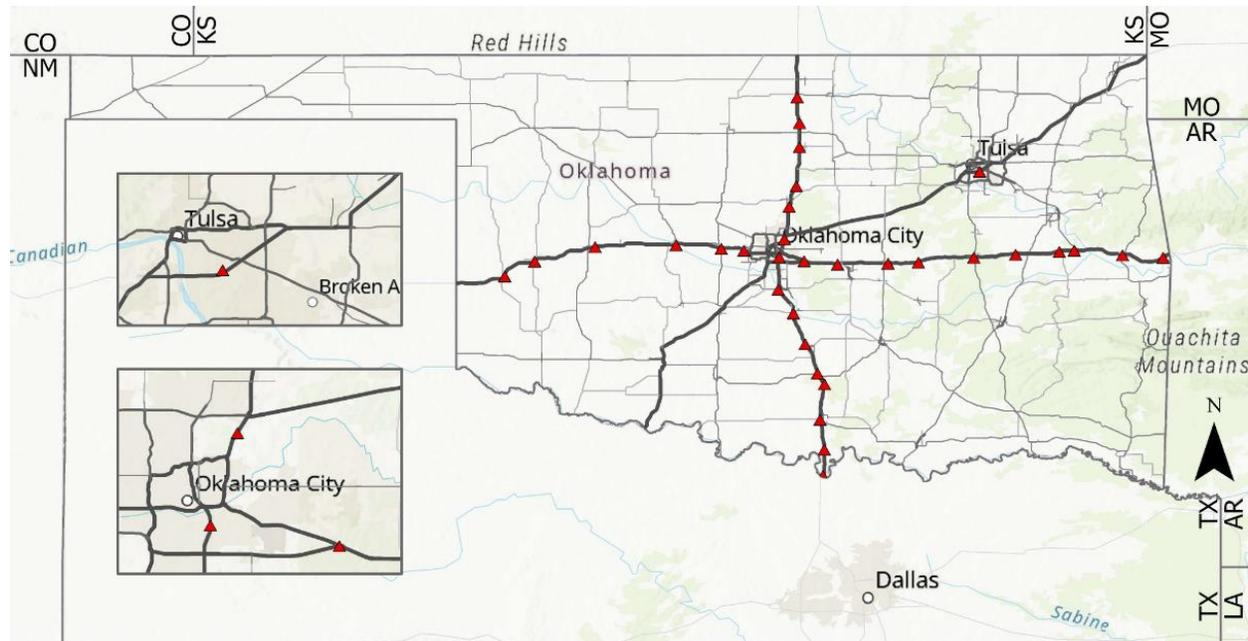 CO
KS
KS
MO
CO
NM
Red Hills
MO
AR
Tulsa
Oklahoma
Tulsa
Oklahoma City
Canadian
Broken A
Ouachita
Mountains
N
Oklahoma City
TX
AR
Dallas
Sabine
TX
LA